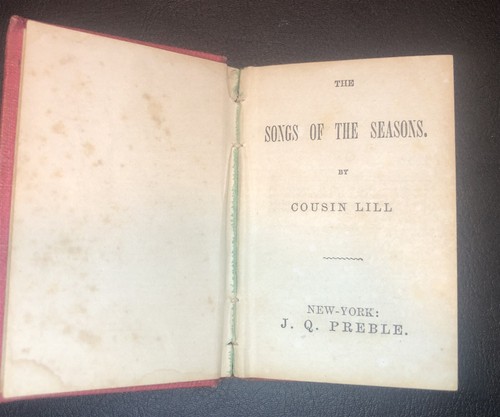 THE
SONGS OF THE SEASONS.
BY
COUSIN LILL
NEW-YORK:
J. Q. PREBLE.